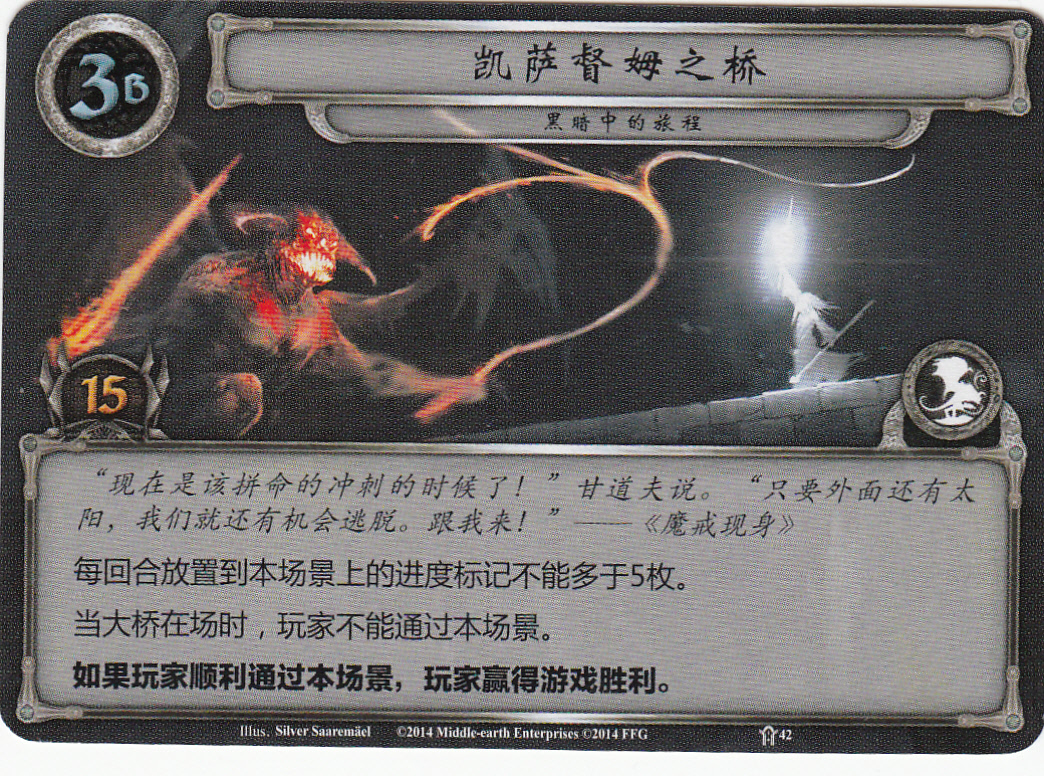 3B
凯萨督姆之桥
黑暗中的旅程
15
“现在是该拼命的冲刺的时候了！”甘道夫说。“只要外面还有太
阳，我们就还有机会逃脱。跟我来！”——《魔戒现身》
每回合放置到本场景上的进度标记不能多于5枚。
当大桥在场时，玩家不能通过本场景。
如果玩家顺利通过本场景，玩家赢得游戏胜利。
Illus. Silver Saaremäel ©2014 Middle-earth Enterprises ©2014 FFG 42